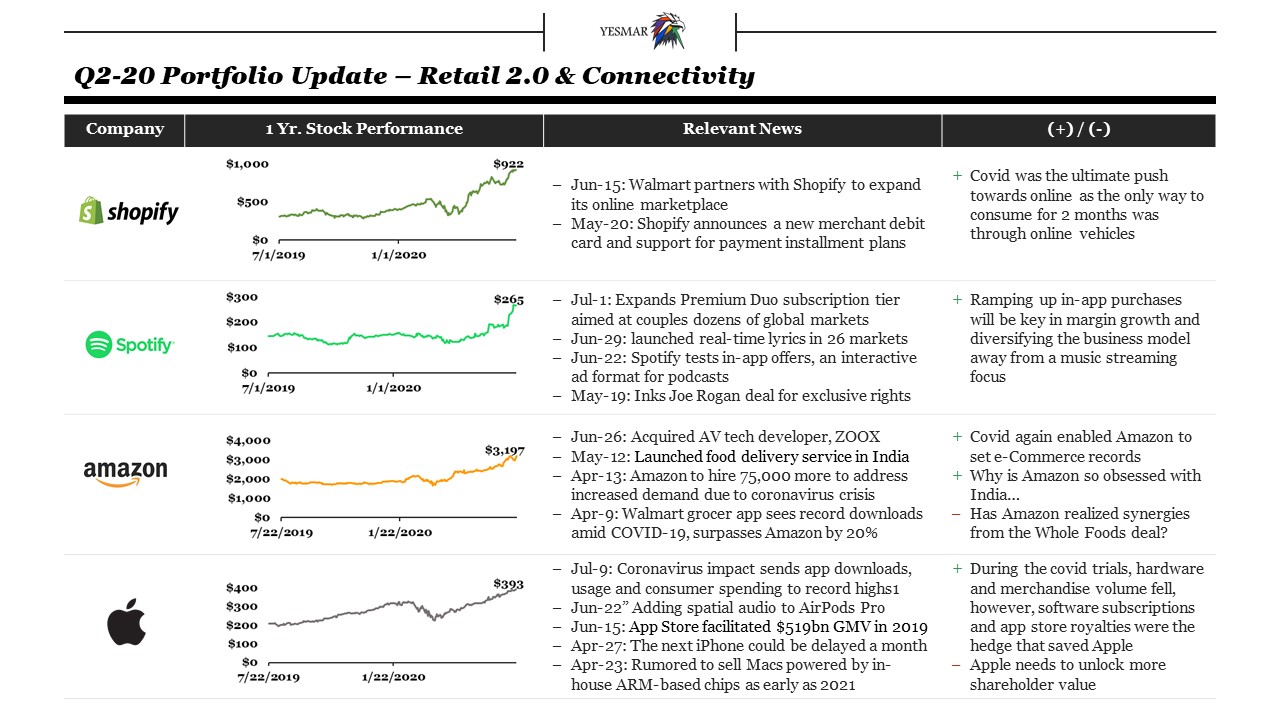 YESMAR
Q2-20 Portfolio Update – Retail 2.0 & Connectivity
Company
1 Yr. Stock Performance
Relevant News
(+) / (-)
shopify
$1,000
$500
$0
$922
7/1/2019
1/1/2020
– Jun-15: Walmart partners with Shopify to expand
its online marketplace
– May-20: Shopify announces a new merchant debit
card and support for payment installment plans
+ Covid was the ultimate push
towards online as the only way to
consume for 2 months was
through online vehicles
Spotify
$300
$200
$100
$0
$265
7/1/2019
1/1/2020
– Jul-1: Expands Premium Duo subscription tier
aimed at couples dozens of global markets
– Jun-29: launched real-time lyrics in 26 markets
– Jun-22: Spotify tests in-app offers, an interactive
ad format for podcasts
– May-19: Inks Joe Rogan deal for exclusive rights
+ Ramping up in-app purchases
will be key in margin growth and
diversifying the business model
away from a music streaming
focus
amazon
$4,000
$3,000
$2,000
$1,000
$0
$3,197
7/22/2019
1/22/2020
– Jun-26: Acquired AV tech developer, ZOOX
– May-12: Launched food delivery service in India
– Apr-13: Amazon to hire 75,000 more to address
increased demand due to coronavirus crisis
– Apr-9: Walmart grocer app sees record downloads
amid COVID-19, surpasses Amazon by 20%
+ Covid again enabled Amazon to
set e-Commerce records
+ Why is Amazon so obsessed with
India...
– Has Amazon realized synergies
from the Whole Foods deal?
$400
$300
$200
$100
$0
$393
7/22/2019
1/22/2020
– Jul-9: Coronavirus impact sends app downloads,
usage and consumer spending to record highs1
– Jun-22” Adding spatial audio to AirPods Pro
– Jun-15: App Store facilitated $519bn GMV in 2019
– Apr-27: The next iPhone could be delayed a month
– Apr-23: Rumored to sell Macs powered by in-
house ARM-based chips as early as 2021
+ During the covid trials, hardware
and merchandise volume fell,
however, software subscriptions
and app store royalties were the
hedge that saved Apple
– Apple needs to unlock more
shareholder value